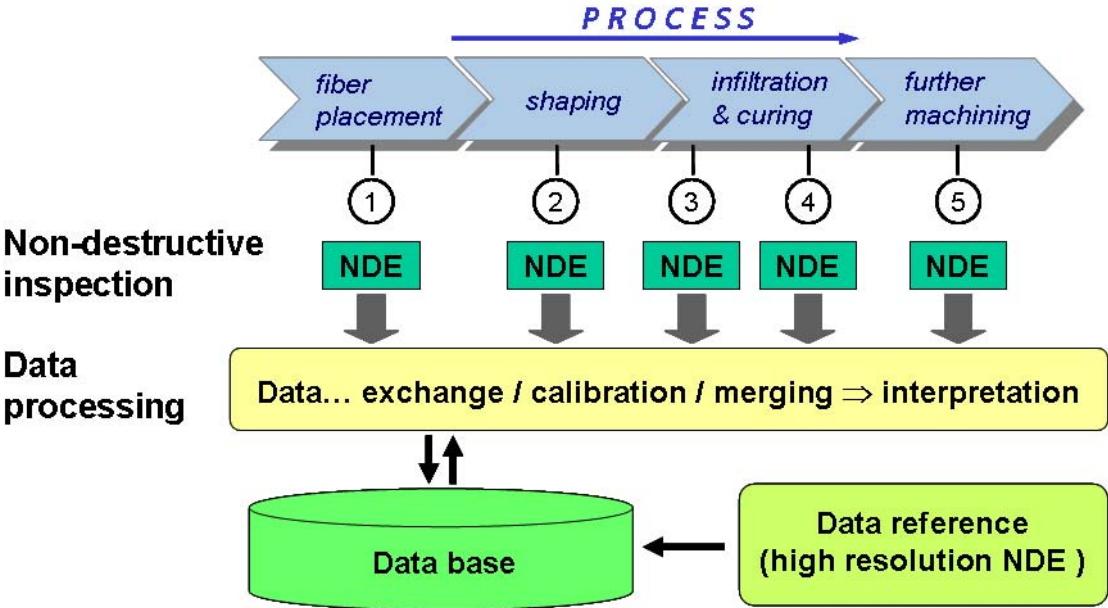 PROCESS
fiber
placement
shaping
infiltration
& curing
further
machining
1
2
3
4
5
Non-destructive
inspection
NDE
NDE
NDE
NDE
NDE
Data
processing
Data... exchange / calibration / merging ⇒ interpretation
Data base
Data reference
(high resolution NDE )